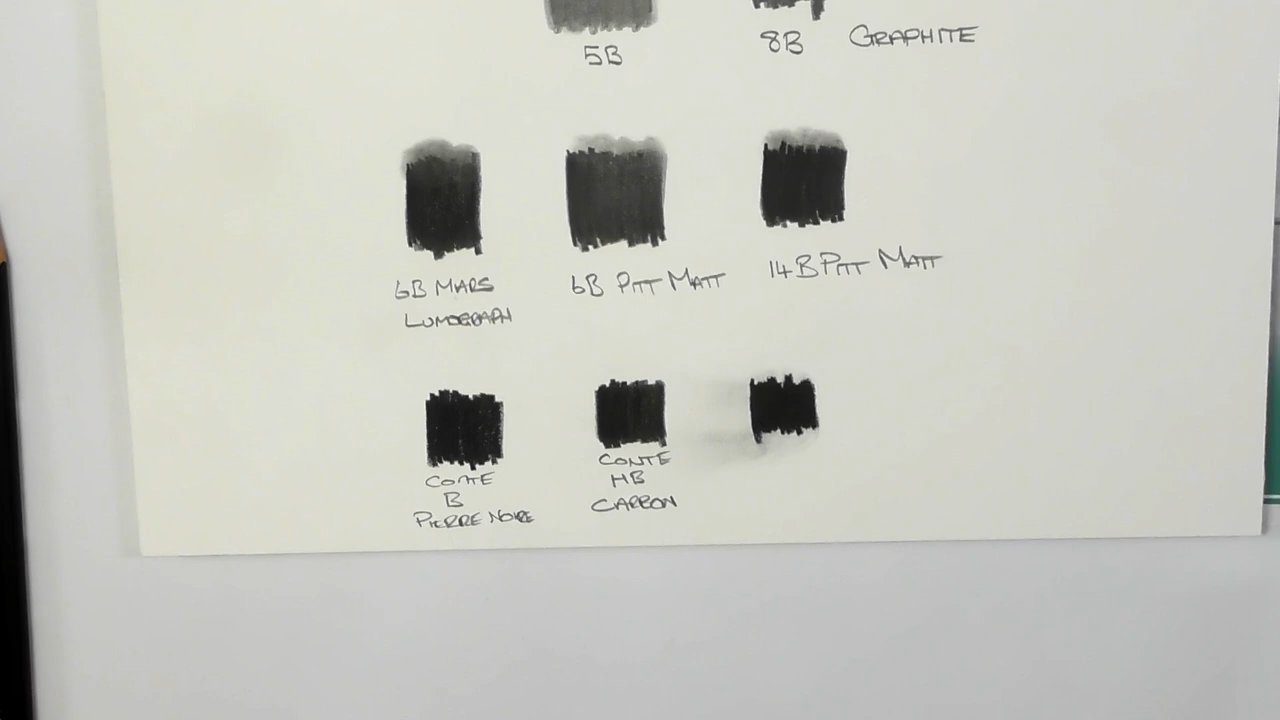 5B
8B GRAPHITE
6B MARS
LUMOGRAPH
6B PITT MATT
14B PITT MATT
CONTE
B
PIERRE NOIRE
CONTE
HB
CARBON